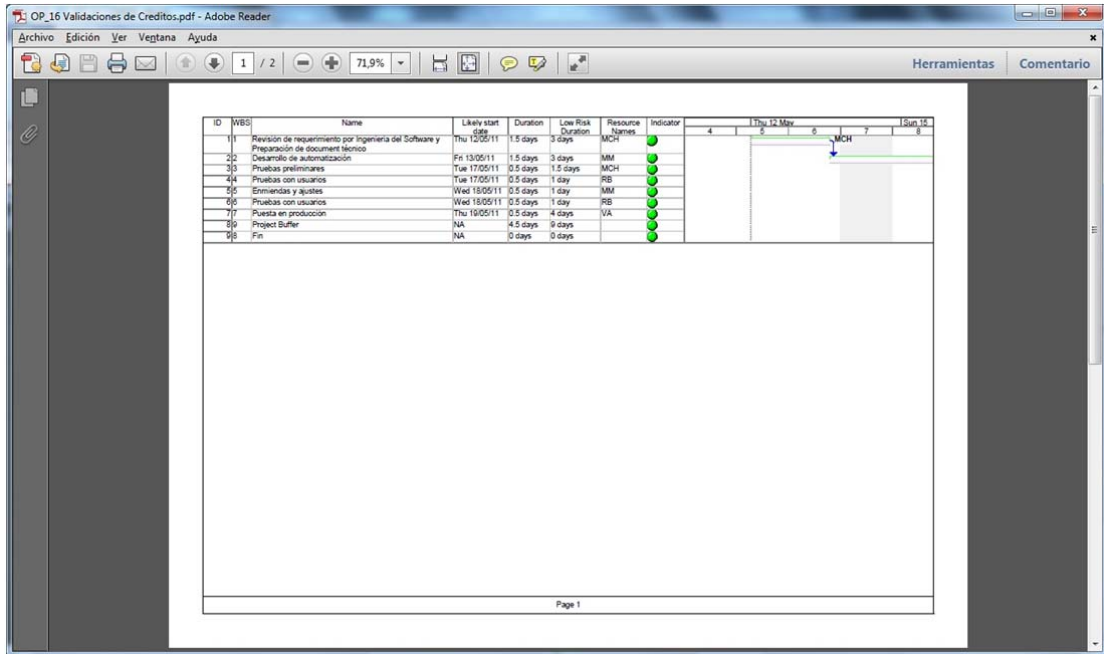 OP_16 Validaciones de Creditos.pdf - Adobe Reader
Archivo Edición Ver Ventana Ayuda
1 / 2 71,9% Herramientas Comentario
ID WBS Name Likely start date Duration Low Risk Duration Resource Names Indicator Thu 12 May Sun 15
4 5 6 7 8
1 1 Revisión de requerimiento por Ingenieria del Software y Preparación de document técnico Thu 12/05/11 1.5 days 3 days MCH MCH
2 2 Desarrollo de automatización Fri 13/05/11 1.5 days 3 days MM
3 3 Pruebas preliminares Tue 17/05/11 0.5 days 1.5 days MCH
4 4 Pruebas con usuarios Tue 17/05/11 0.5 days 1 day RB
5 5 Enmiendas y ajustes Wed 18/05/11 0.5 days 1 day MM
6 6 Pruebas con usuarios Wed 18/05/11 0.5 days 1 day RB
7 7 Puesta en producción Thu 19/05/11 0.5 days 4 days VA
8 9 Project Buffer NA 4.5 days 9 days
9 8 Fin NA 0 days 0 days
Page 1